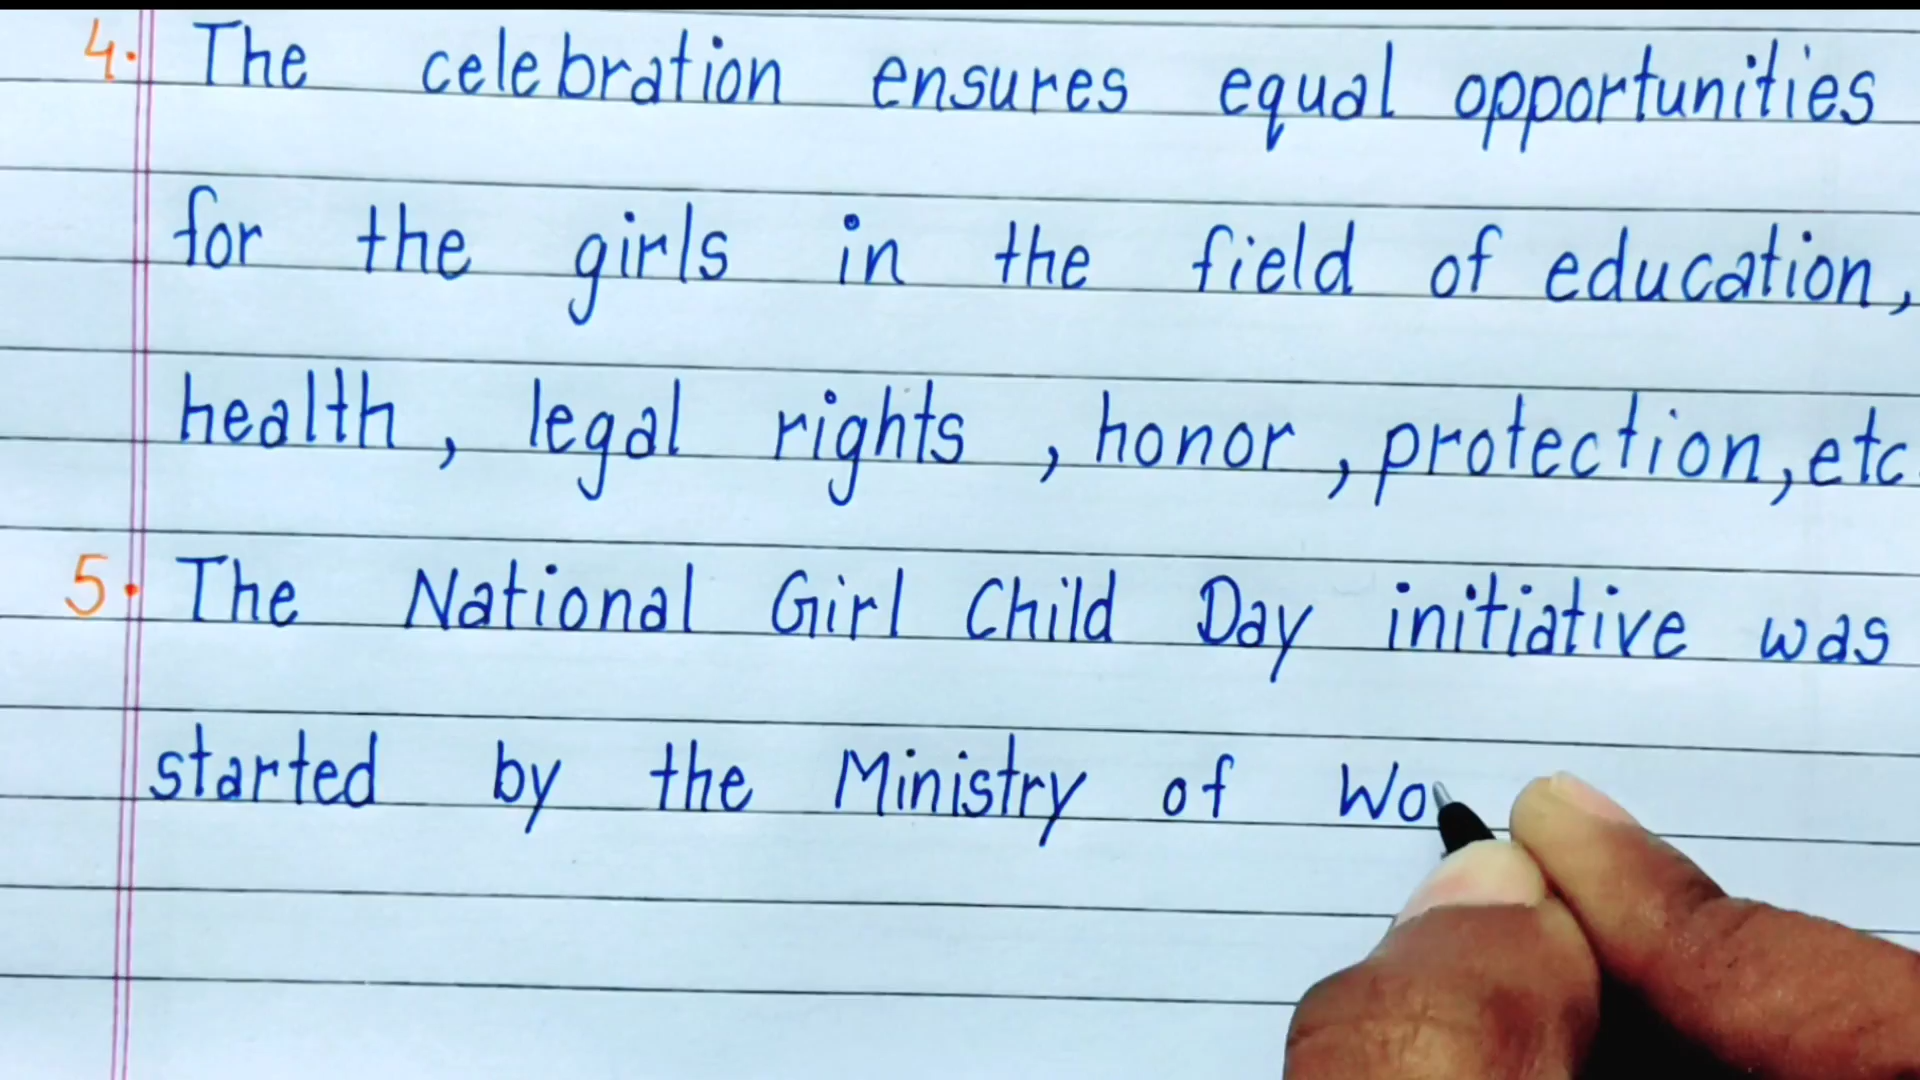 4. The celebration ensures equal opportunities
for the girls in the field of education,
health, legal rights, honor, protection, etc
5. The National Girl Child Day initiative was
started by the Ministry of Wo